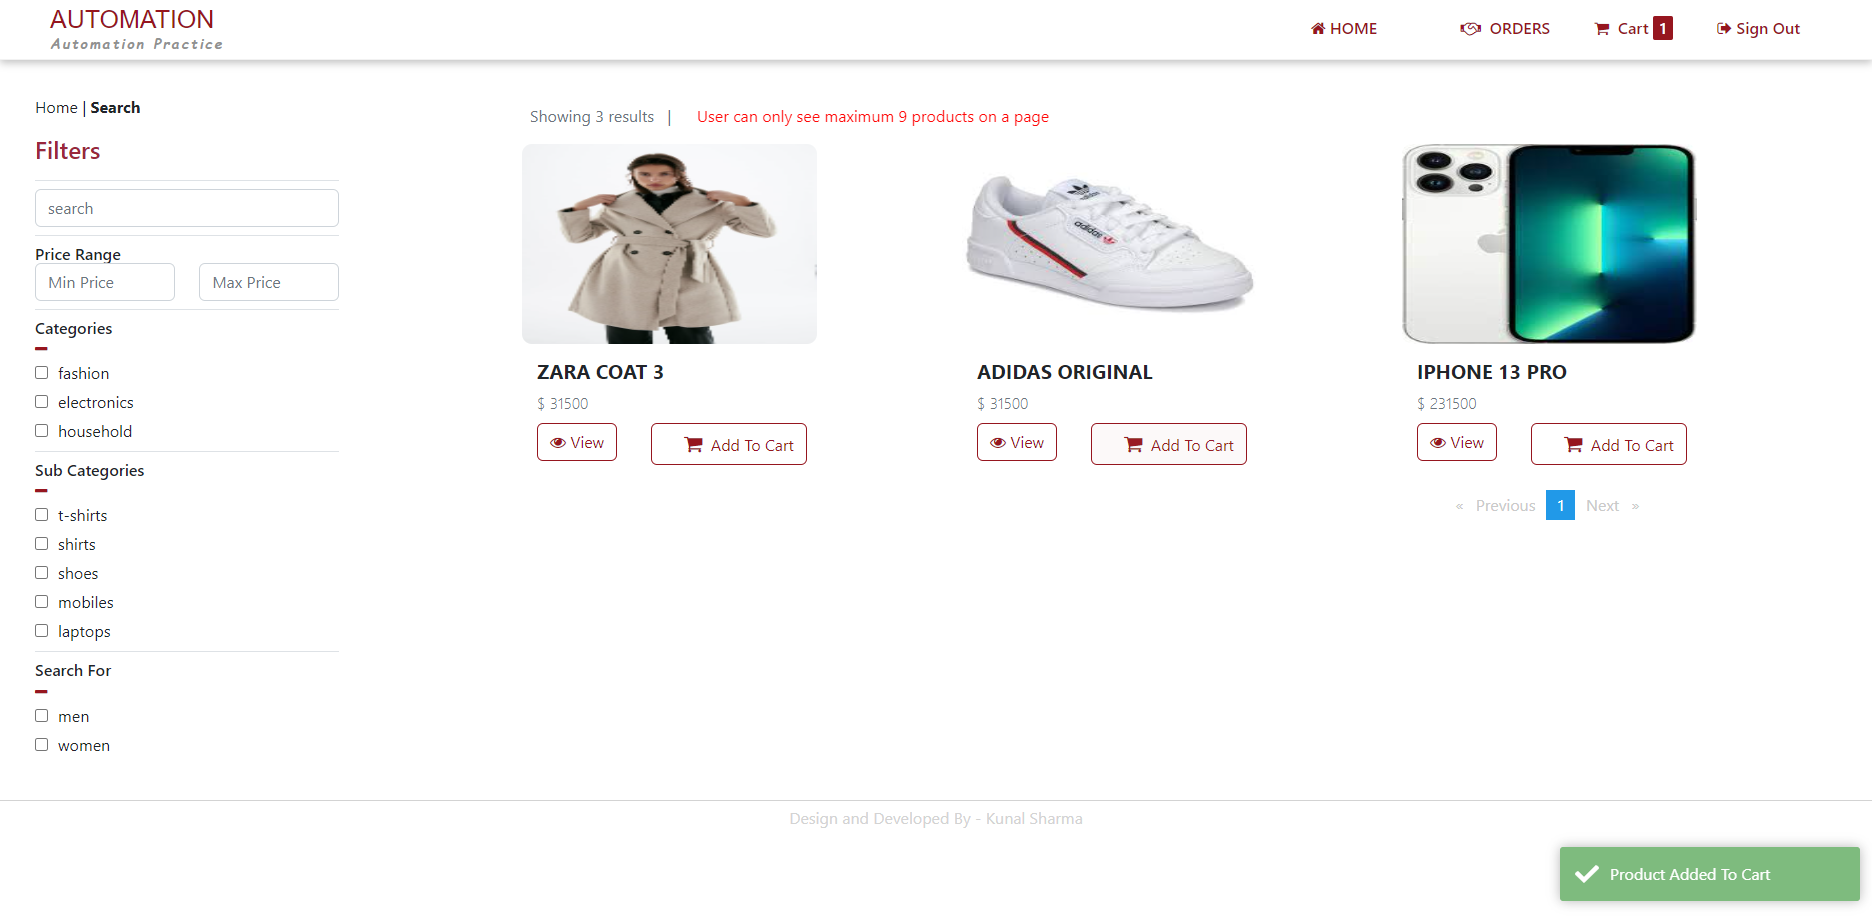 AUTOMATION
Automation Practice
HOME
ORDERS
Cart 1
Sign Out
Home | Search
Filters
search
Price Range
Min Price
Max Price
Categories
fashion
electronics
household
Sub Categories
t-shirts
shirts
shoes
mobiles
laptops
Search For
men
women
Showing 3 results | User can only see maximum 9 products on a page
adidas
ZARA COAT 3
$ 31500
View
Add To Cart
ADIDAS ORIGINAL
$ 31500
View
Add To Cart
IPHONE 13 PRO
$ 231500
View
Add To Cart
« Previous 1 Next »
Design and Developed By - Kunal Sharma
Product Added To Cart